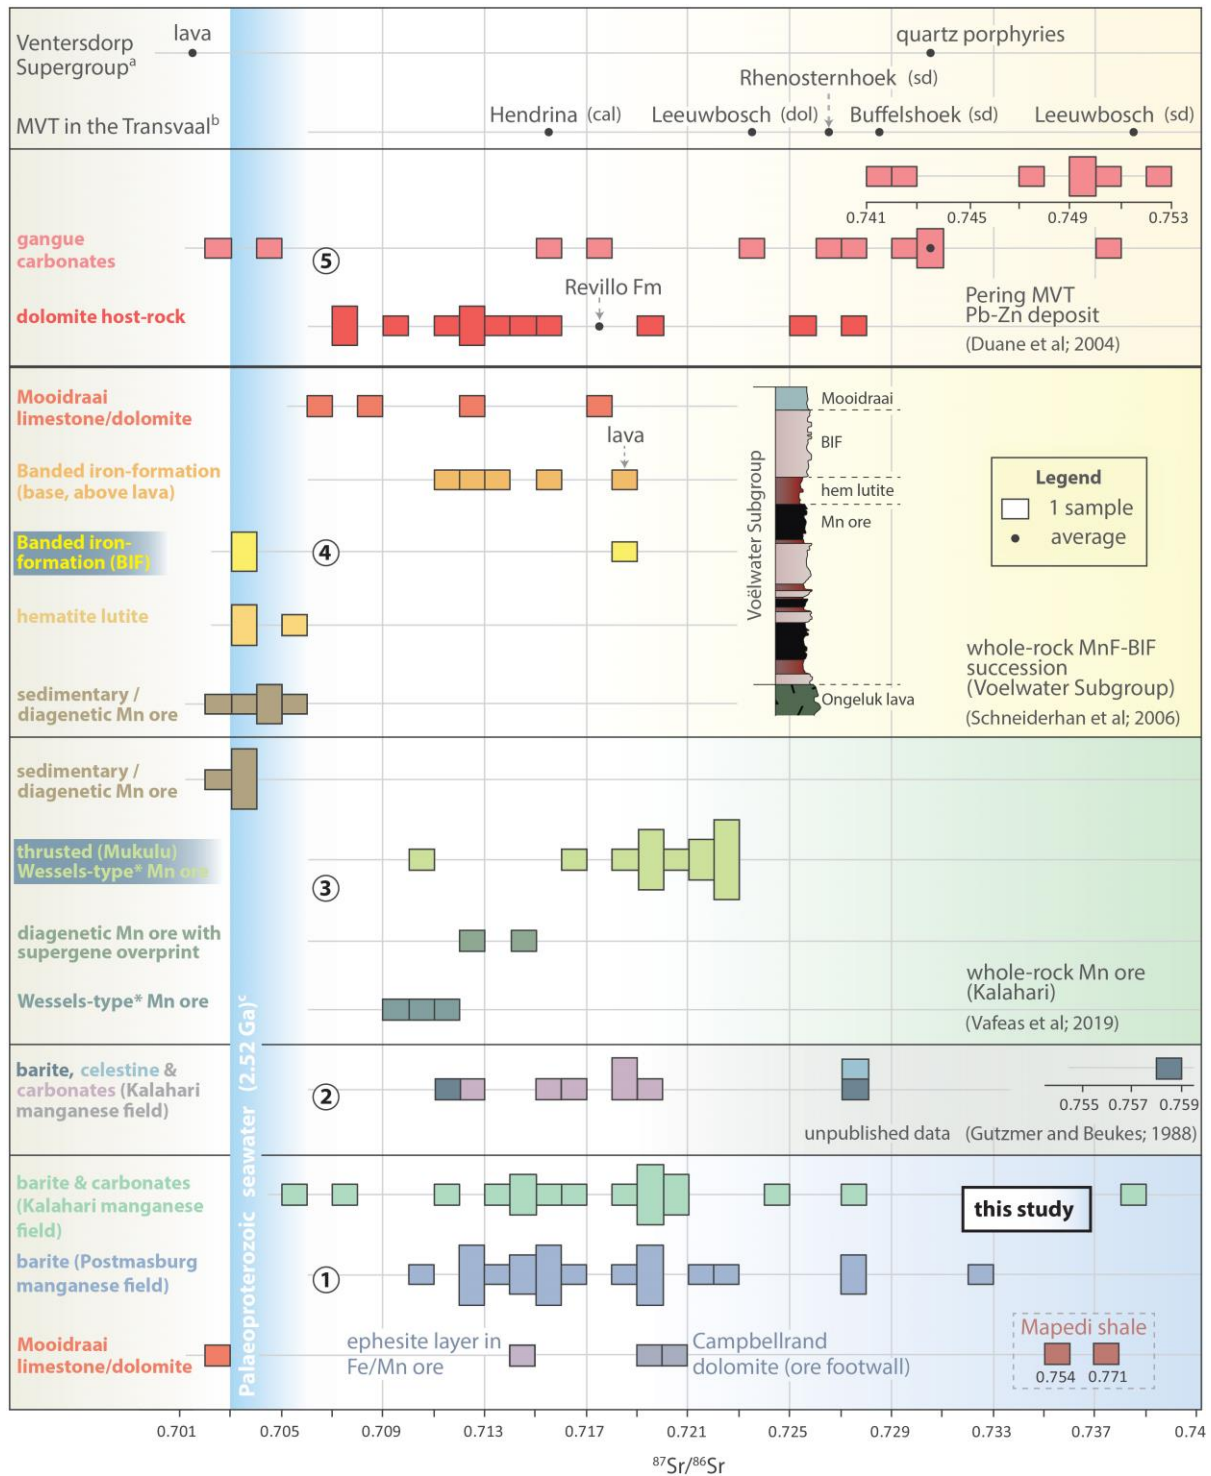 Ventersdorp
Supergroupᵃ
lava
quartz porphyries
Rhenosternhoek (sd)
MVT in the Transvaalᵇ
Hendrina (cal)
Leeuwbosch (dol)
Buffelshoek (sd)
Leeuwbosch (sd)
0.741 0.745 0.749 0.753
gangue
carbonates
5
Revillo Fm
dolomite host-rock
Pering MVT
Pb-Zn deposit
(Duane et al; 2004)
Mooidraai
limestone/dolomite
lava
Banded iron-formation
(base, above lava)
Banded iron-
formation (BIF)
4
hematite lutite
sedimentary /
diagenetic Mn ore
Voëlwater Subgroup
Mooidraai
BIF
hem lutite
Mn ore
Ongeluk lava
Legend
1 sample
average
whole-rock MnF-BIF
succession
(Voelwater Subgroup)
(Schneiderhan et al; 2006)
sedimentary /
diagenetic Mn ore
thrusted (Mukulu)
Wessels-type* Mn ore
3
diagenetic Mn ore with
supergene overprint
Wessels-type* Mn ore
whole-rock Mn ore
(Kalahari)
(Vafeas et al; 2019)
Palaeoproterozoic seawater (2.52 Ga)ᶜ
barite, celestine &
carbonates (Kalahari
manganese field)
2
0.755 0.757 0.759
unpublished data (Gutzmer and Beukes; 1988)
barite & carbonates
(Kalahari manganese
field)
this study
barite (Postmasburg
manganese field)
1
Mooidraai
limestone/dolomite
ephesite layer in
Fe/Mn ore
Campbellrand
dolomite (ore footwall)
Mapedi shale
0.754 0.771
0.701 0.705 0.709 0.713 0.717 0.721 0.725 0.729 0.733 0.737 0.74
⁸⁷Sr/⁸⁶Sr